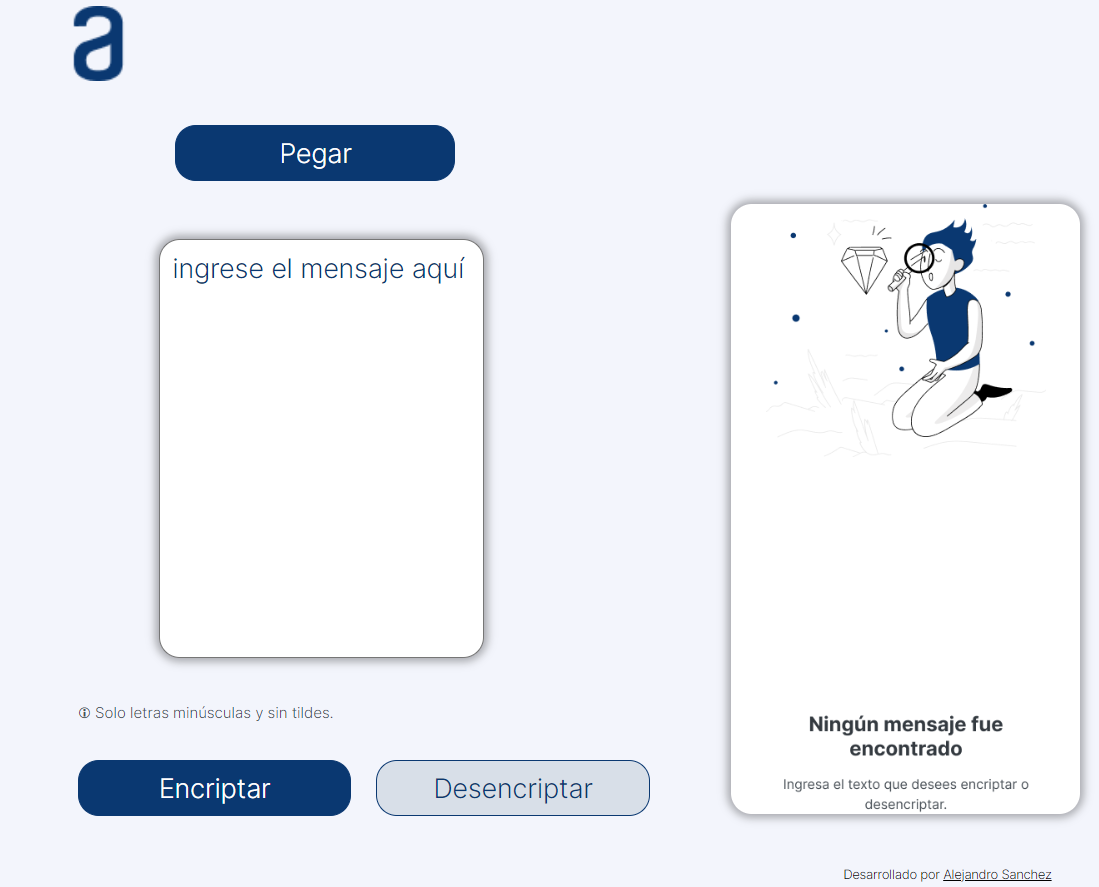 a
Pegar
ingrese el mensaje aquí
Solo letras minúsculas y sin tildes.
Encriptar
Desencriptar
Ningún mensaje fue
encontrado
Ingresa el texto que desees encriptar o
desencriptar.
Desarrollado por Alejandro Sanchez